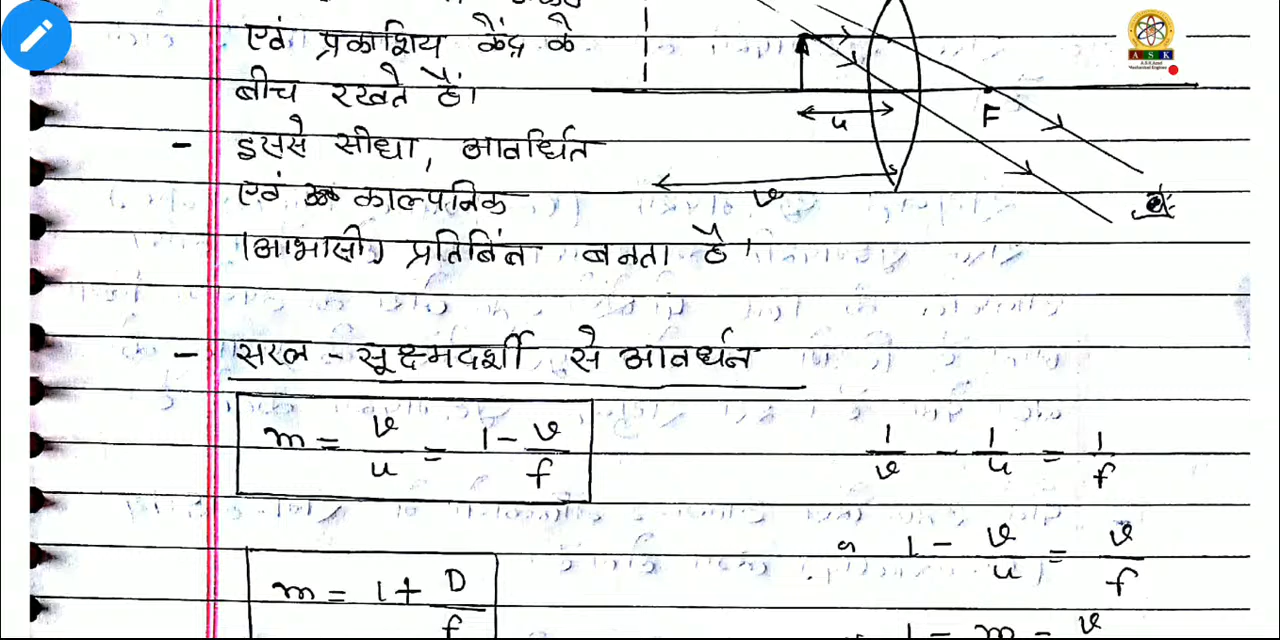 एवं प्रकाशिय केंद्र के
बीच रखते हैं।
- इससे सीधा, आवर्धित
एवं काल्पनिक
(आभासी) प्रतिबिंब बनता है।
u
F
v
A S K
- सरल - सूक्ष्मदर्शी से आवर्धन
m = v/u = 1 - v/f
1/v - 1/u = 1/f
1 - v/u = v/f
m = 1 + D/f
1 - m = v